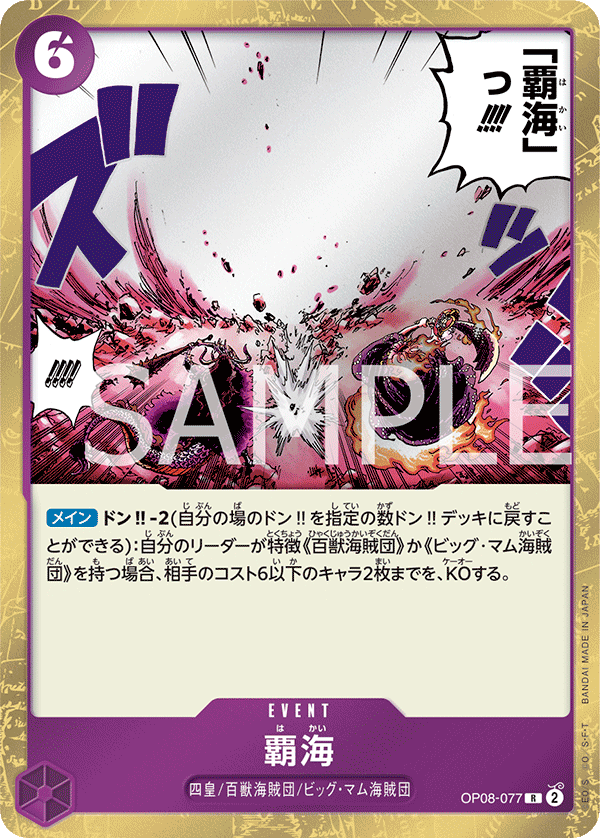 6
「覇海」
っ!!!!
ズ
ズンッ
!!!!!
SAMPLE
メイン ドン!!-2(自分の場のドン!!を指定の数ドン!!デッキに戻すこ
とができる):自分のリーダーが特徴《百獣海賊団》か《ビッグ・マム海賊
団》を持つ場合、相手のコスト6以下のキャラ2枚までを、KOする。
EVENT
はかい
覇海
四皇/百獣海賊団/ビッグ・マム海賊団
OP08-077 R 2
BANDAI MADE IN JAPAN